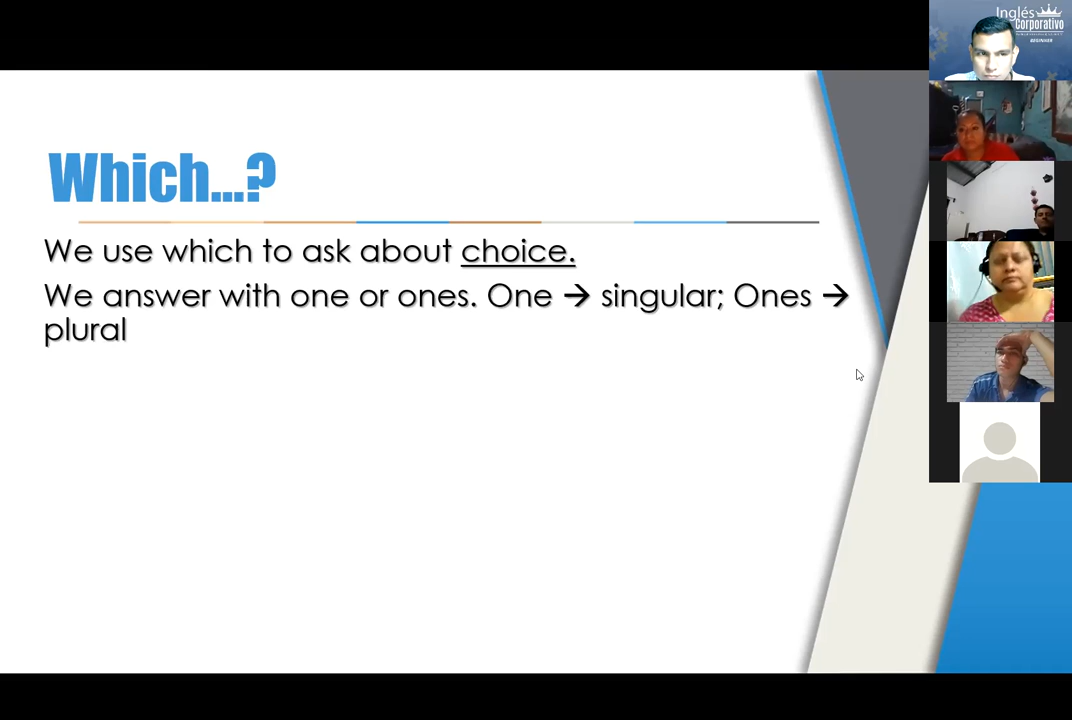 Which...?
We use which to ask about choice.
We answer with one or ones. One → singular; Ones →
plural
Inglés
Corporativo
BEGINNER